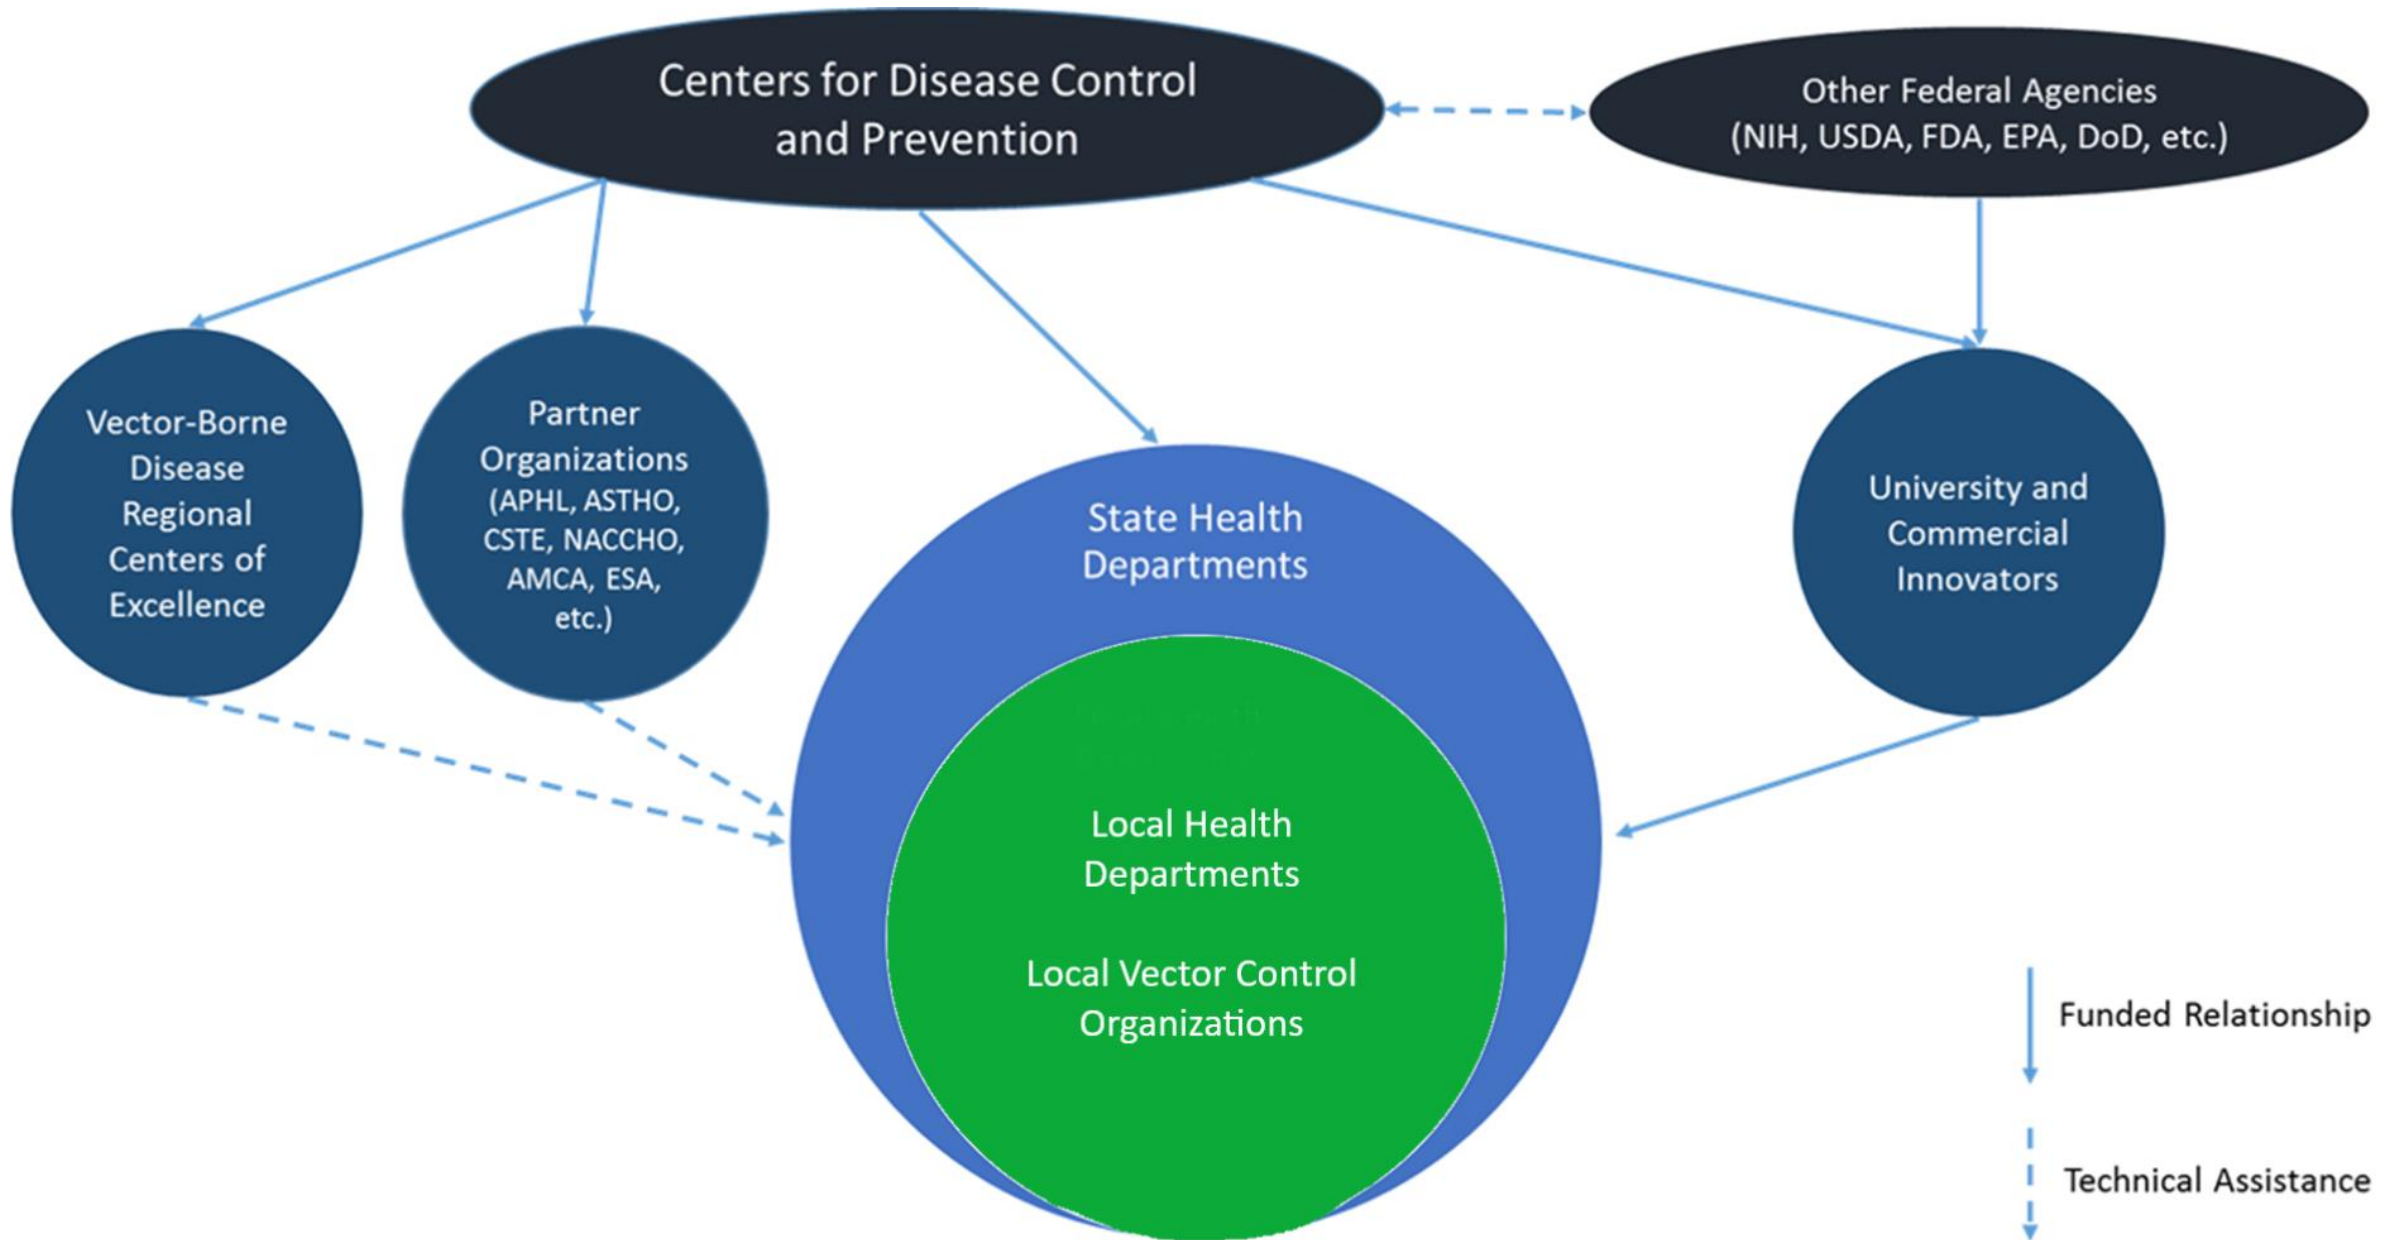 Centers for Disease Control
and Prevention
Other Federal Agencies
(NIH, USDA, FDA, EPA, DoD, etc.)
Vector-Borne
Disease
Regional
Centers of
Excellence
Partner
Organizations
(APHL, ASTHO,
CSTE, NACCHO,
AMCA, ESA,
etc.)
State Health
Departments
University and
Commercial
Innovators
Local Health
Departments
Local Vector Control
Organizations
Funded Relationship
Technical Assistance